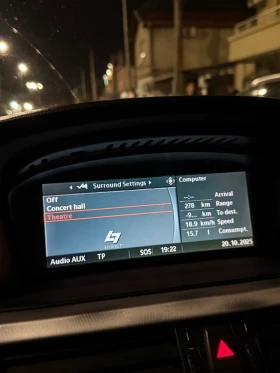 Surround Settings
Off
Concert hall
Theatre
Computer
--:-- Arrival
278 km Range
-9... km To dest.
18.9 km/h Speed
15.7 l Consumpt.
Audio AUX TP SOS 19:22 20.10.2025